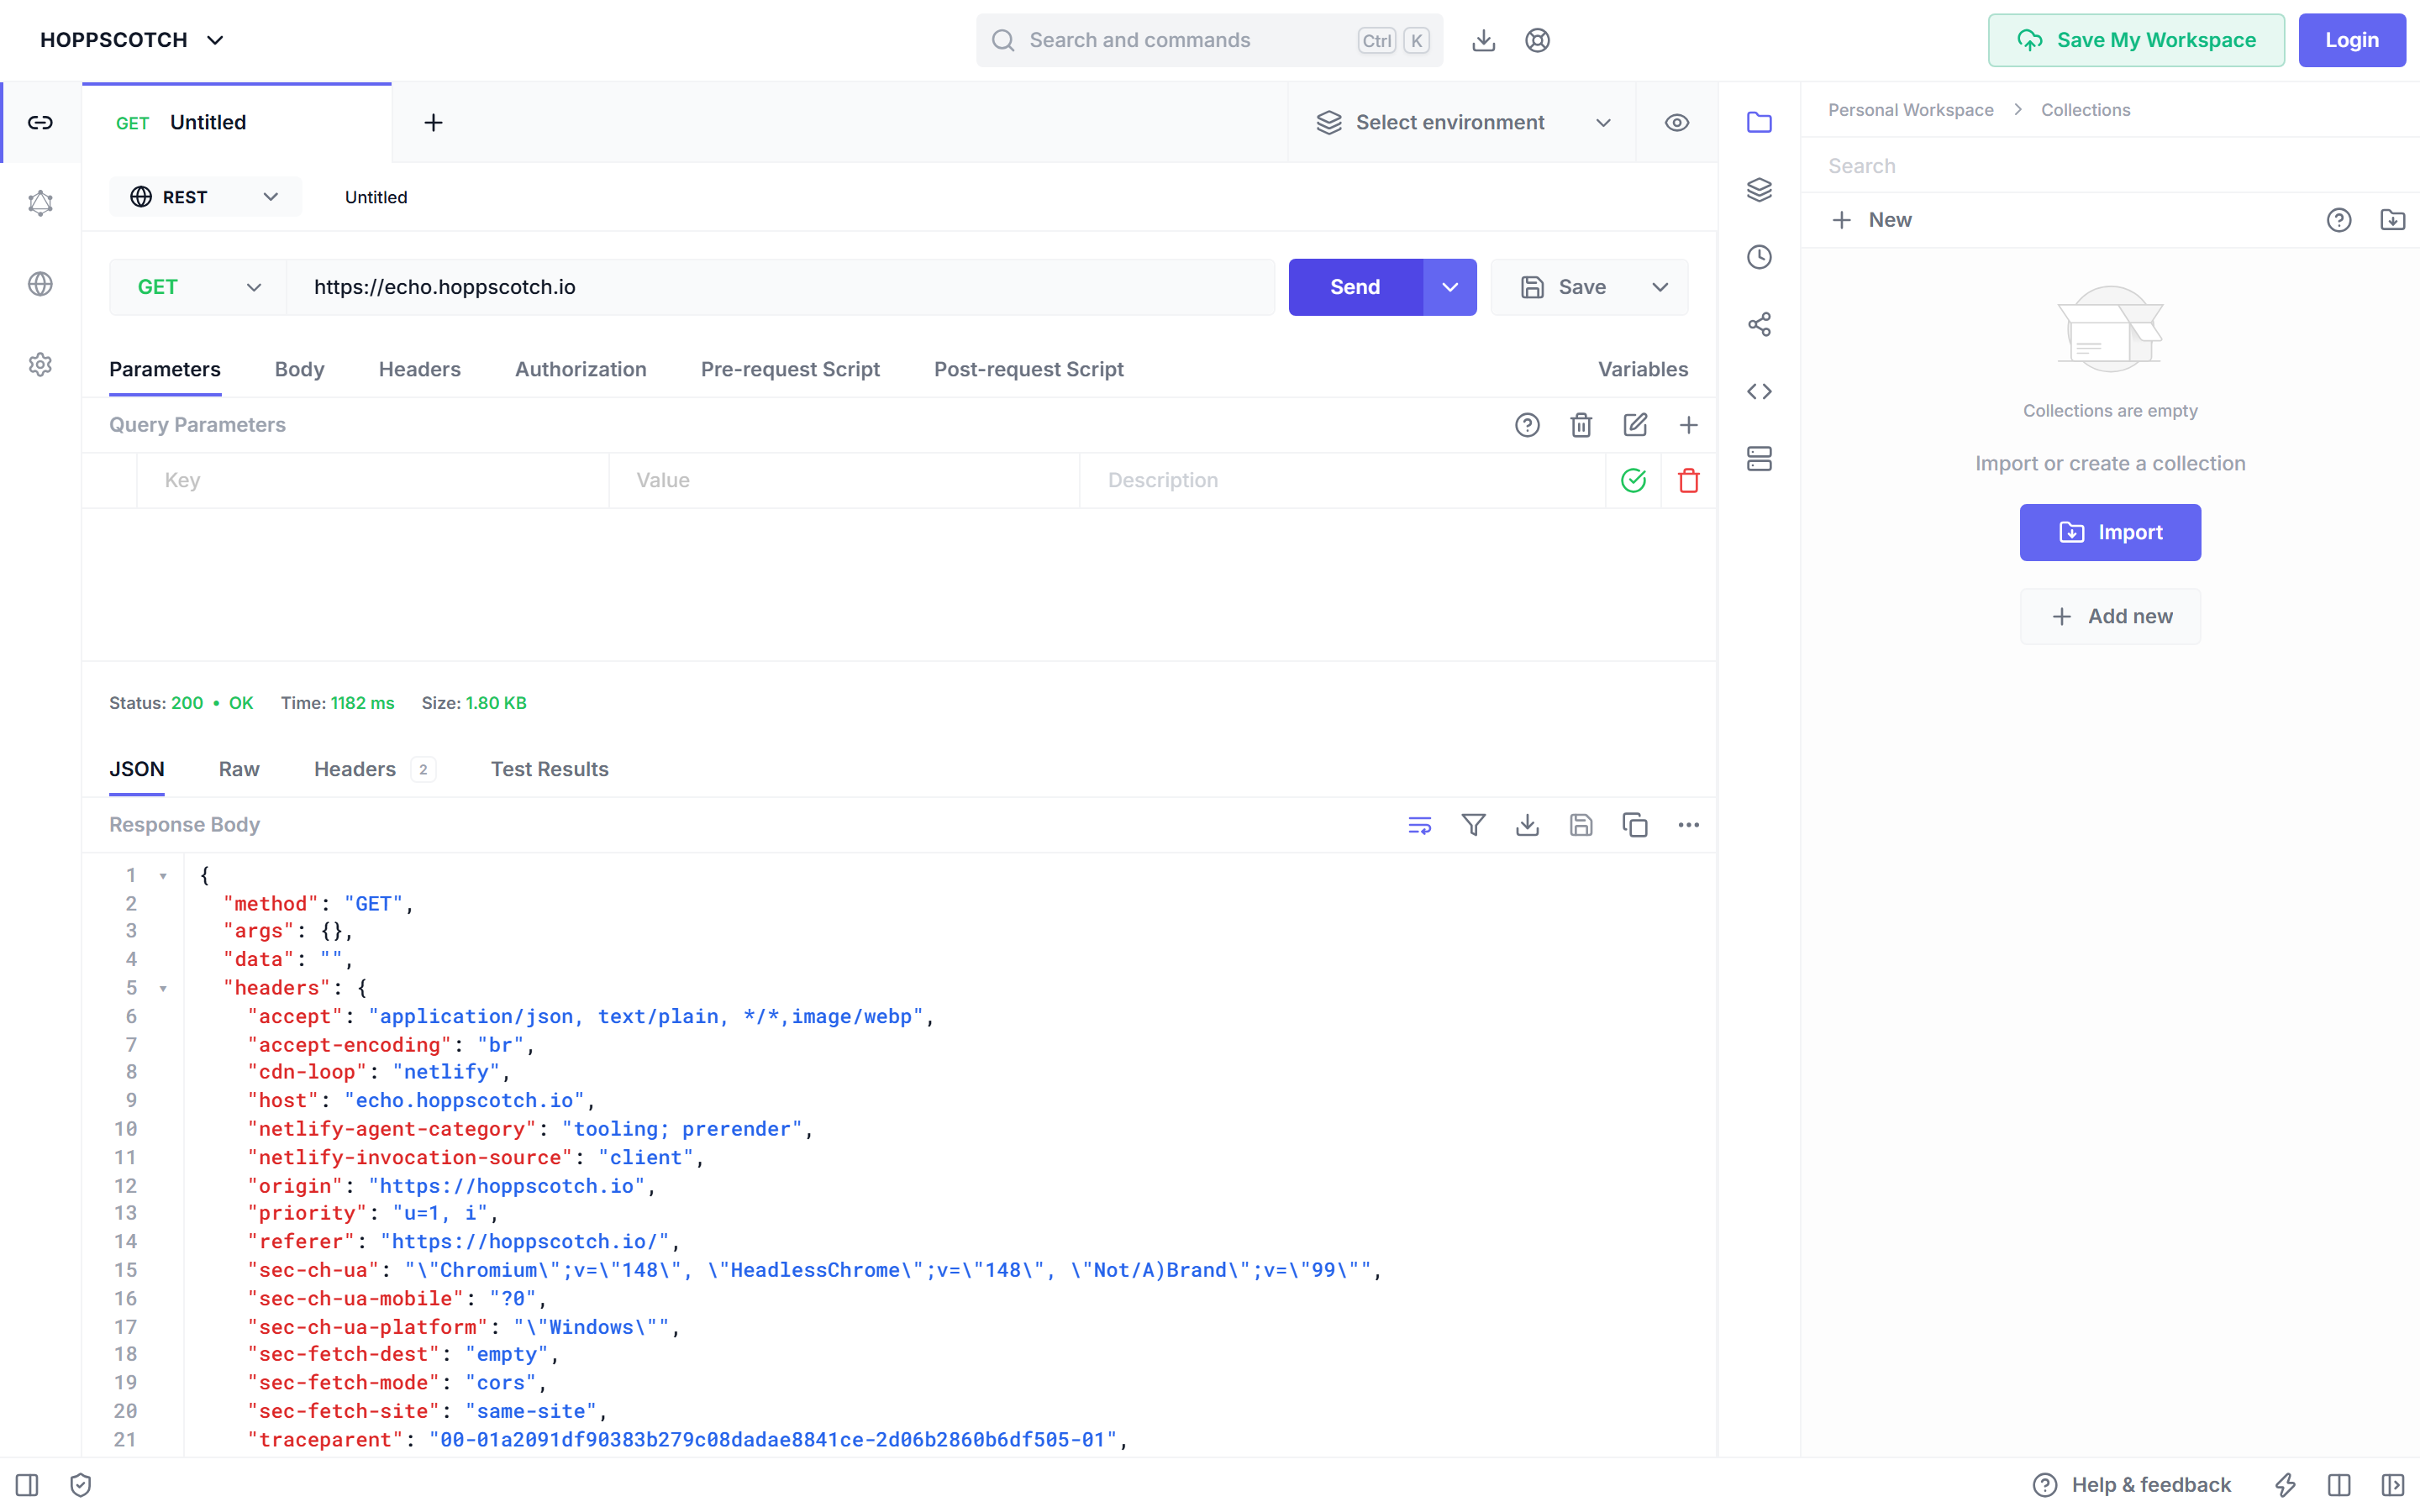 HOPPSCOTCH
Search and commands Ctrl K
Save My Workspace
Login
GET Untitled
Select environment
REST
Untitled
GET
https://echo.hoppscotch.io
Send
Save
Parameters Body Headers Authorization Pre-request Script Post-request Script Variables
Query Parameters
Key Value Description
Status: 200 • OK Time: 1182 ms Size: 1.80 KB
JSON Raw Headers 2 Test Results
Response Body
1 {
2 "method": "GET",
3 "args": {},
4 "data": "",
5 "headers": {
6 "accept": "application/json, text/plain, */*,image/webp",
7 "accept-encoding": "br",
8 "cdn-loop": "netlify",
9 "host": "echo.hoppscotch.io",
10 "netlify-agent-category": "tooling; prerender",
11 "netlify-invocation-source": "client",
12 "origin": "https://hoppscotch.io",
13 "priority": "u=1, i",
14 "referer": "https://hoppscotch.io/",
15 "sec-ch-ua": "\"Chromium\";v=\"148\", \"HeadlessChrome\";v=\"148\", \"Not/A)Brand\";v=\"99\"",
16 "sec-ch-ua-mobile": "?0",
17 "sec-ch-ua-platform": "\"Windows\"",
18 "sec-fetch-dest": "empty",
19 "sec-fetch-mode": "cors",
20 "sec-fetch-site": "same-site",
21 "traceparent": "00-01a2091df90383b279c08dadae8841ce-2d06b2860b6df505-01",
Personal Workspace > Collections
Search
New
Collections are empty
Import or create a collection
Import
Add new
Help & feedback